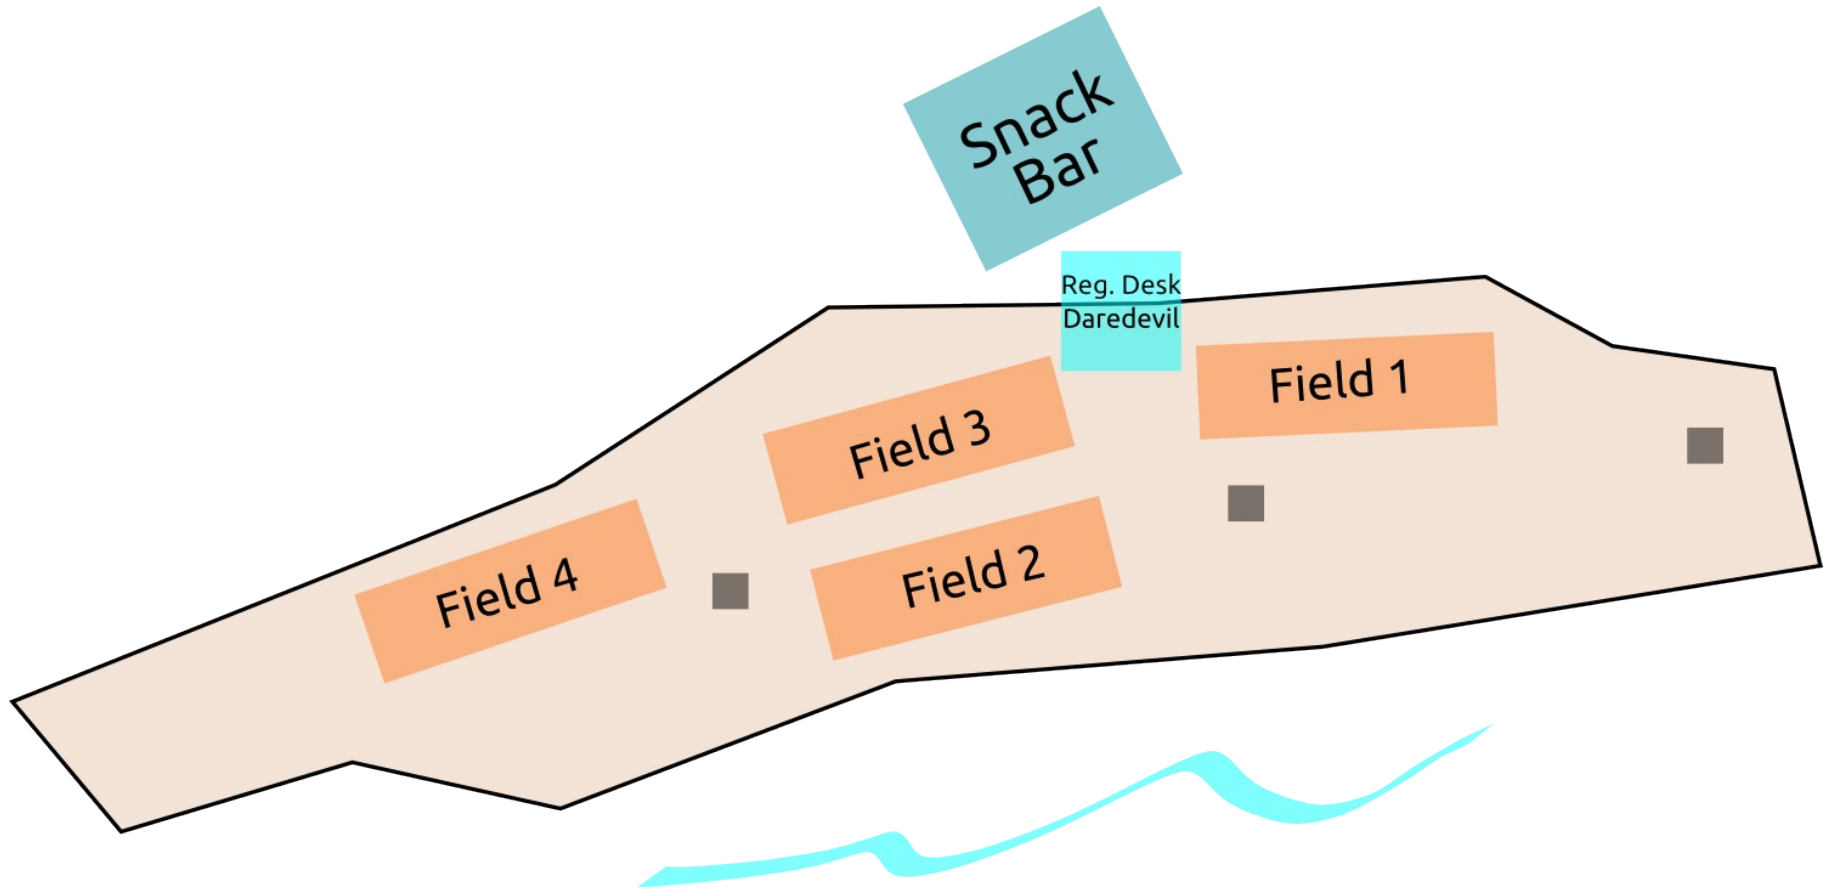 Snack
Bar
Reg. Desk
Daredevil
Field 1
Field 3
Field 2
Field 4